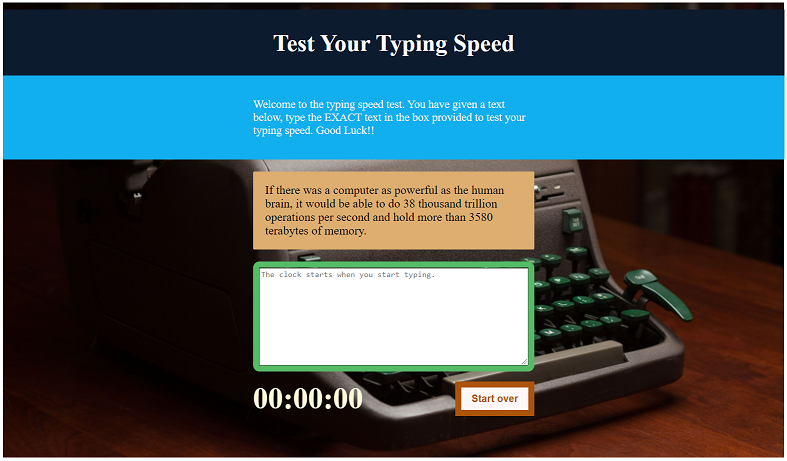 Test Your Typing Speed
Welcome to the typing speed test. You have given a text
below, type the EXACT text in the box provided to test your
typing speed. Good Luck!!
If there was a computer as powerful as the human
brain, it would be able to do 38 thousand trillion
operations per second and hold more than 3580
terabytes of memory.
The clock starts when you start typing.
00:00:00
Start over